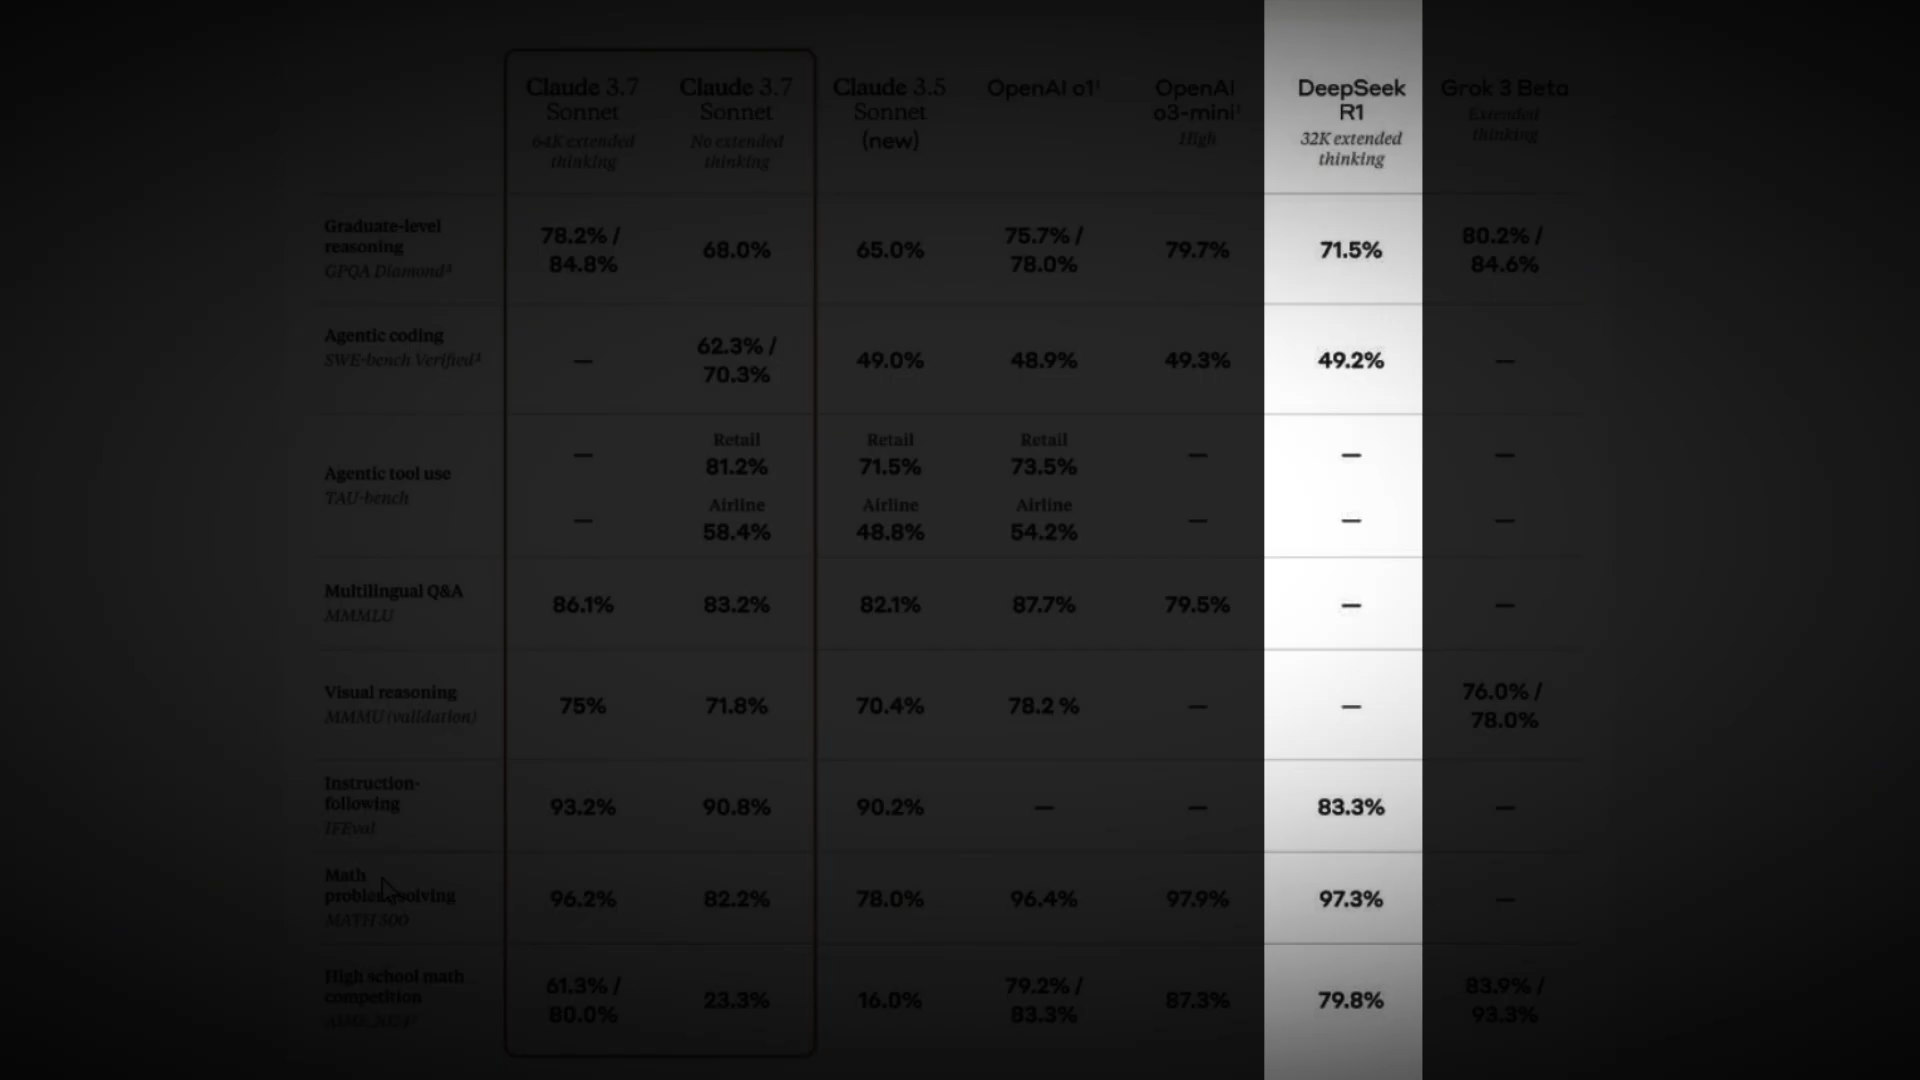 Claude 3.7
Sonnet
64K extended
thinking
Claude 3.7
Sonnet
No extended
thinking
Claude 3.5
Sonnet
(new)
OpenAI o1¹
OpenAI
o3-mini¹
High
DeepSeek
R1
32K extended
thinking
Grok 3 Beta
Extended
thinking
Graduate-level
reasoning
GPQA Diamond³
78.2% /
84.8%
68.0%
65.0%
75.7% /
78.0%
79.7%
71.5%
80.2% /
84.6%
Agentic coding
SWE-bench Verified²
—
62.3% /
70.3%
49.0%
48.9%
49.3%
49.2%
—
Agentic tool use
TAU-bench
—
Retail
81.2%
Retail
71.5%
Retail
73.5%
—
—
—
—
Airline
58.4%
Airline
48.8%
Airline
54.2%
—
—
—
Multilingual Q&A
MMMLU
86.1%
83.2%
82.1%
87.7%
79.5%
—
—
Visual reasoning
MMMU (validation)
75%
71.8%
70.4%
78.2 %
—
—
76.0% /
78.0%
Instruction-
following
IFEval
93.2%
90.8%
90.2%
—
—
83.3%
—
Math
problem-solving
MATH 500
96.2%
82.2%
78.0%
96.4%
97.9%
97.3%
—
High school math
competition
AIME 2024³
61.3% /
80.0%
23.3%
16.0%
79.2% /
83.3%
87.3%
79.8%
83.9% /
93.3%